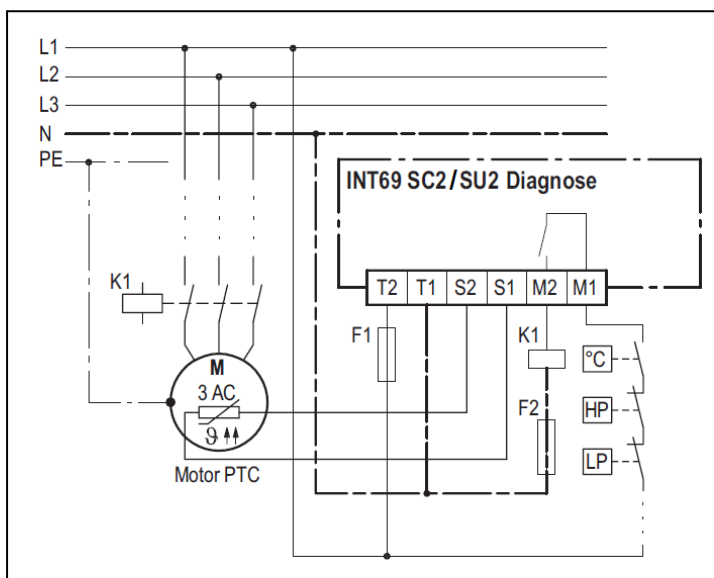 L1
L2
L3
N
PE
INT69 SC2/SU2 Diagnose
T2 T1 S2 S1 M2 M1
K1
F1
K1
°C
M
3 AC
F2
HP
ϑ
LP
Motor PTC